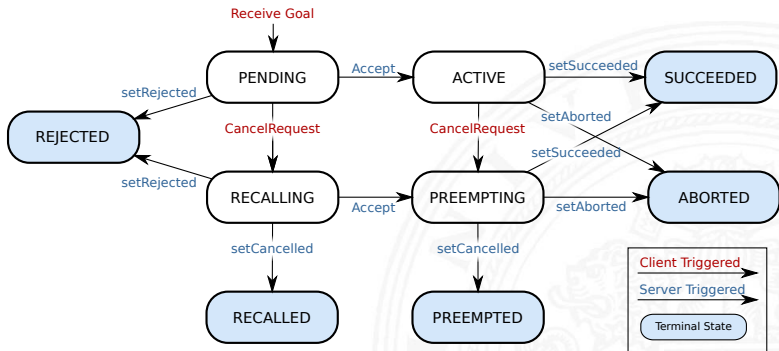 Receive Goal
PENDING
Accept
ACTIVE
setSucceeded
SUCCEEDED
setRejected
setAborted
REJECTED
CancelRequest
CancelRequest
setSucceeded
setRejected
RECALLING
Accept
PREEMPTING
setAborted
ABORTED
setCancelled
setCancelled
Client Triggered
Server Triggered
RECALLED
PREEMPTED
Terminal State